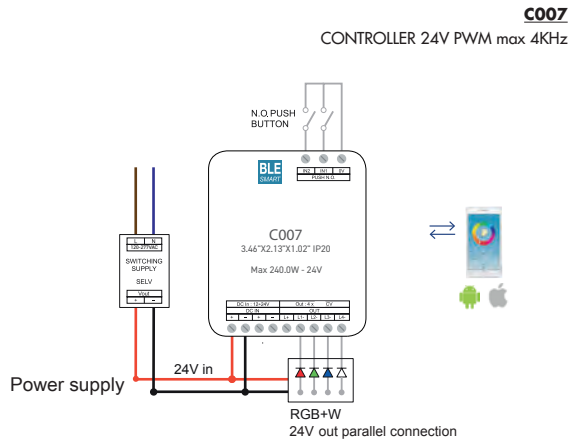 C007
CONTROLLER 24V PWM max 4KHz
N.O. PUSH
BUTTON
BLE
SMART
IN2 IN1 0V
PUSH N.O.
C007
3.46"X2.13"X1.02" IP20
Max 240.0W - 24V
L N
120-277VAC
SWITCHING
SUPPLY
SELV
Vout
+ -
DC In : 12÷24V Out : 4 x CV
DC IN OUT
+ - + - L+ L1- L2- L3- L4-
24V in
Power supply
RGB+W
24V out parallel connection